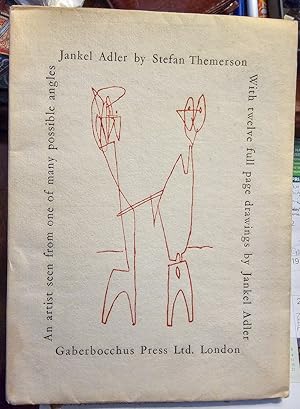 Jankel Adler by Stefan Themerson
An artist seen from one of many possible angles
With twelve full page drawings by Jankel Adler
Gaberbocchus Press Ltd. London